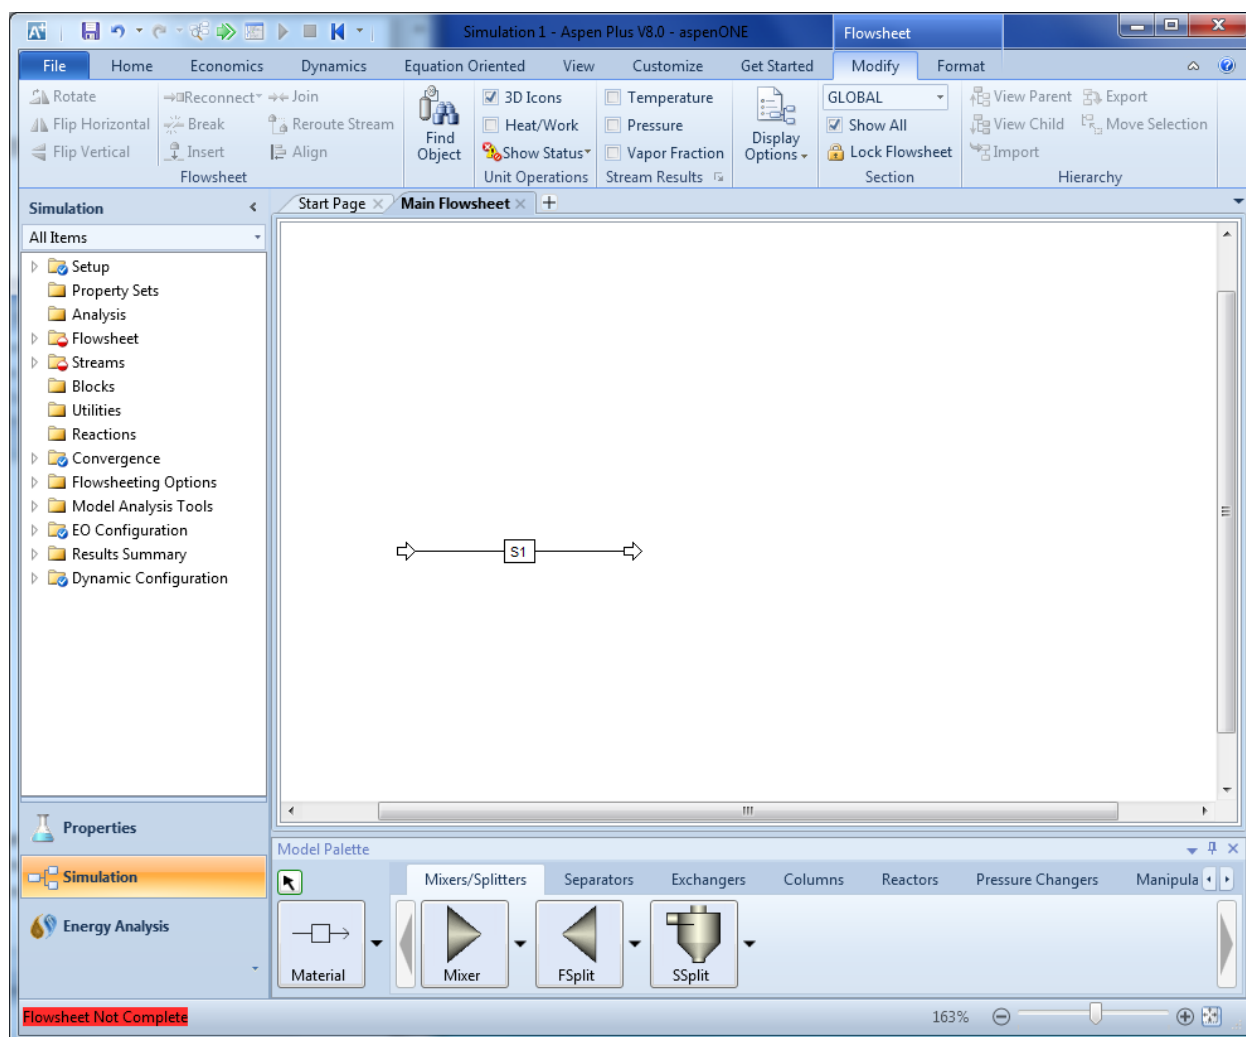 Simulation 1 - Aspen Plus V8.0 - aspenONE
Flowsheet
File Home Economics Dynamics Equation Oriented View Customize Get Started Modify Format
Rotate Reconnect Join 3D Icons Temperature GLOBAL View Parent Export
Flip Horizontal Break Reroute Stream Find Object Heat/Work Pressure Display Options Show All View Child Move Selection
Flip Vertical Insert Align Show Status Vapor Fraction Lock Flowsheet Import
Flowsheet Unit Operations Stream Results Section Hierarchy
Simulation
Start Page Main Flowsheet
All Items
Setup
Property Sets
Analysis
Flowsheet
Streams
Blocks
Utilities
Reactions
Convergence
Flowsheeting Options
Model Analysis Tools
EO Configuration
Results Summary
Dynamic Configuration
S1
Properties
Simulation
Energy Analysis
Model Palette
Mixers/Splitters Separators Exchangers Columns Reactors Pressure Changers Manipula
Material Mixer FSplit SSplit
Flowsheet Not Complete
163%